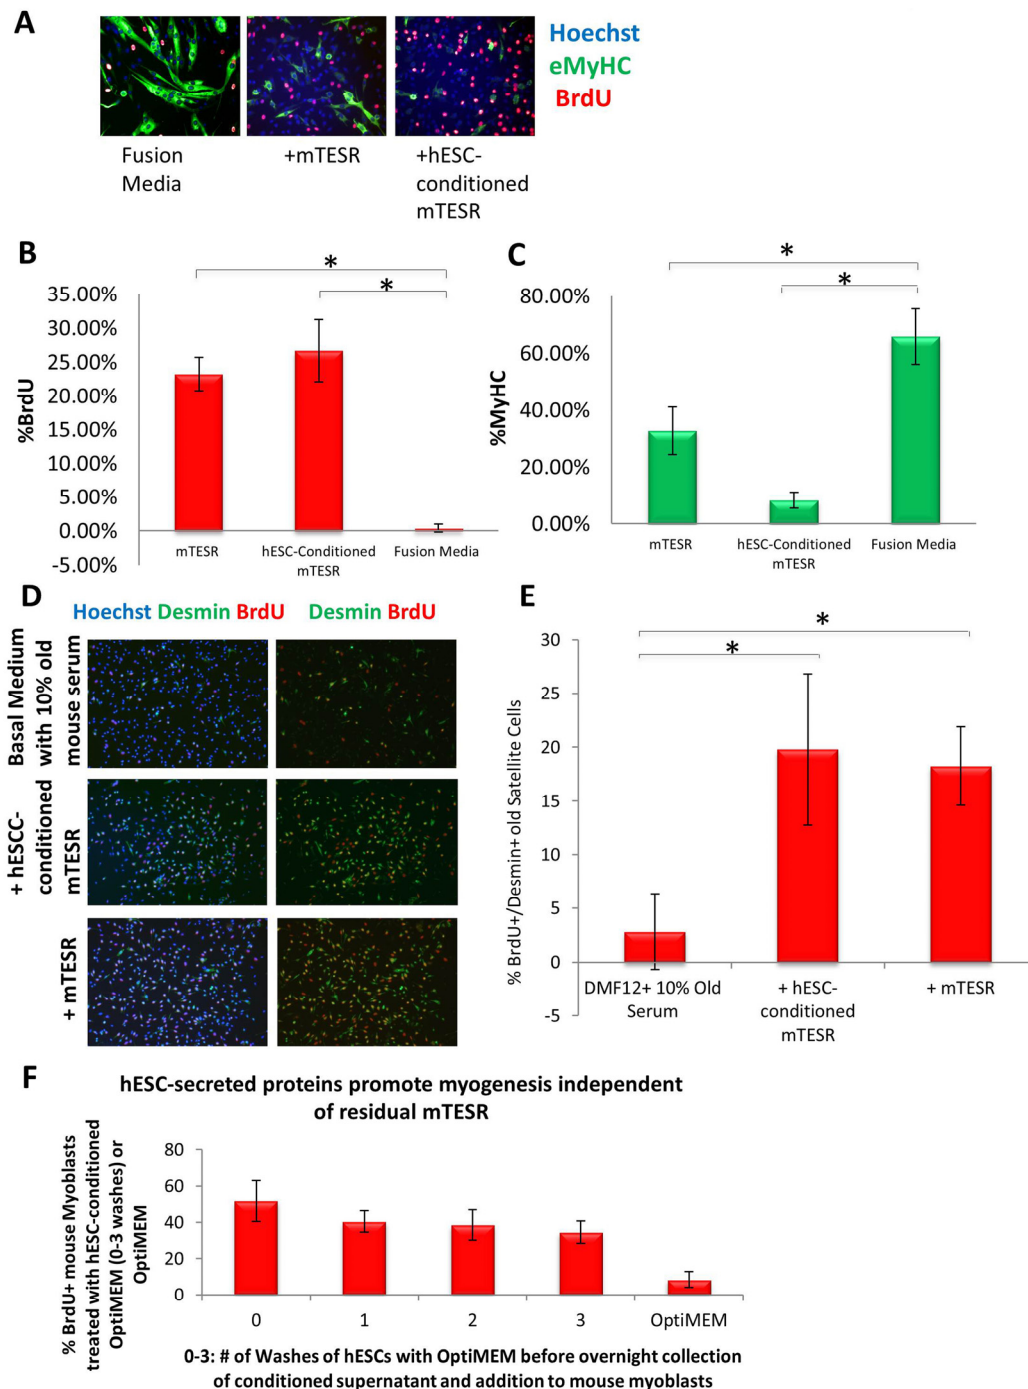 A
Hoechst
eMyHC
BrdU
Fusion
Media
+mTESR
+hESC-
conditioned
mTESR
B
%BrdU
35.00%
30.00%
25.00%
20.00%
15.00%
10.00%
5.00%
0.00%
-5.00%
*
*
mTESR
hESC-Conditioned
mTESR
Fusion Media
C
%MyHC
80.00%
60.00%
40.00%
20.00%
0.00%
*
*
mTESR
hESC-Conditioned
mTESR
Fusion Media
D
Hoechst Desmin BrdU
Desmin BrdU
Basal Medium
with 10% old
mouse serum
+ hESCC-
conditioned
mTESR
+ mTESR
E
% BrdU+/Desmin+ old Satellite Cells
30
25
20
15
10
5
0
-5
*
*
DMF12+ 10% Old
Serum
+ hESC-
conditioned
mTESR
+ mTESR
F
hESC-secreted proteins promote myogenesis independent
of residual mTESR
% BrdU+ mouse Myoblasts
treated with hESC-conditioned
OptiMEM (0-3 washes) or
OptiMEM
80
60
40
20
0
0
1
2
3
OptiMEM
0-3: # of Washes of hESCs with OptiMEM before overnight collection
of conditioned supernatant and addition to mouse myoblasts